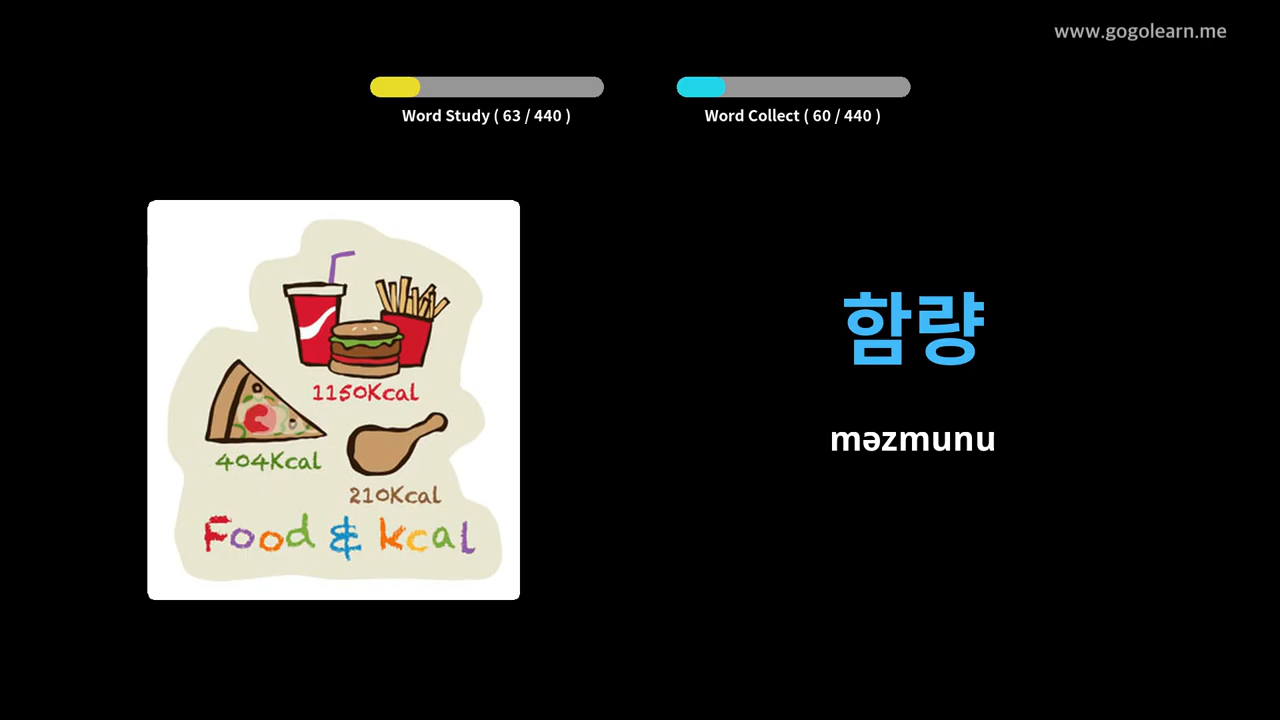 www.gogolearn.me
Word Study ( 63 / 440 )
Word Collect ( 60 / 440 )
1150Kcal
404Kcal
210Kcal
Food & kcal
함량
məzmunu